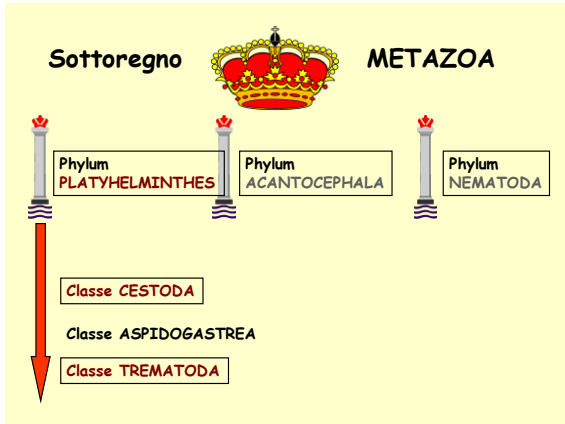 Sottoregno METAZOA
Phylum
PLATYHELMINTHES
Phylum
ACANTOCEPHALA
Phylum
NEMATODA
Classe CESTODA
Classe ASPIDOGASTREA
Classe TREMATODA